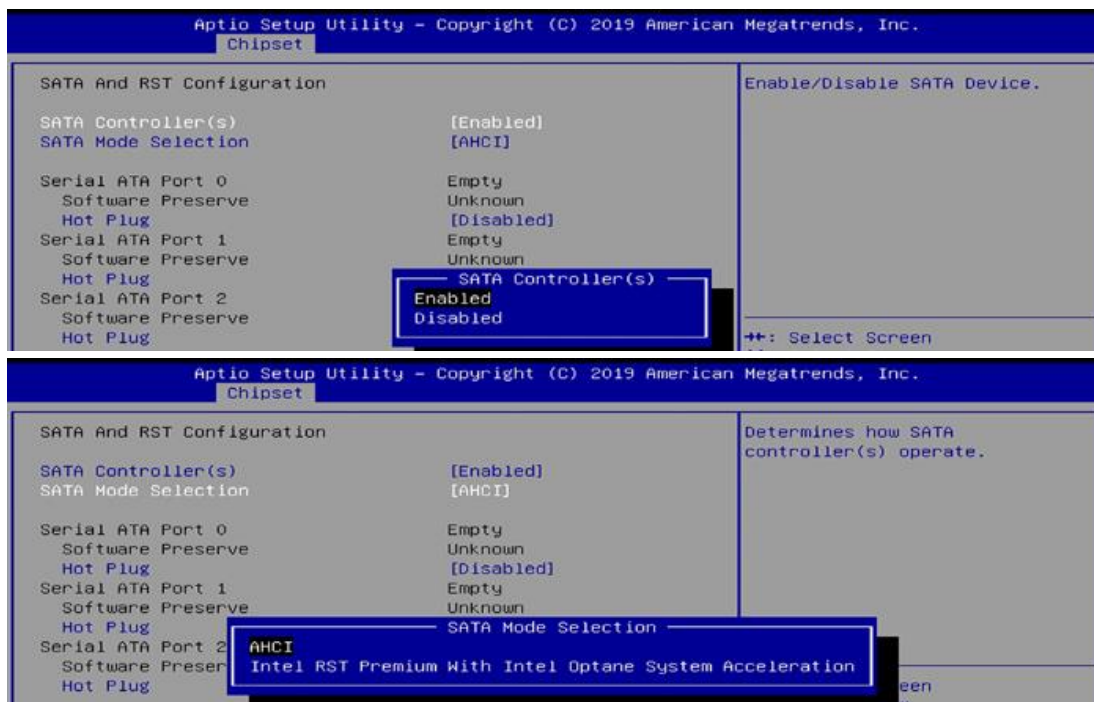 Aptio Setup Utility – Copyright (C) 2019 American Megatrends, Inc.
Chipset
SATA And RST Configuration
Enable/Disable SATA Device.
SATA Controller(s) [Enabled]
SATA Mode Selection [AHCI]
Serial ATA Port 0 Empty
Software Preserve Unknown
Hot Plug [Disabled]
Serial ATA Port 1 Empty
Software Preserve Unknown
Hot Plug
SATA Controller(s)
Serial ATA Port 2
Enabled
Software Preserve
Disabled
Hot Plug
→←: Select Screen
Aptio Setup Utility – Copyright (C) 2019 American Megatrends, Inc.
Chipset
SATA And RST Configuration
Determines how SATA
controller(s) operate.
SATA Controller(s) [Enabled]
SATA Mode Selection [AHCI]
Serial ATA Port 0 Empty
Software Preserve Unknown
Hot Plug [Disabled]
Serial ATA Port 1 Empty
Software Preserve Unknown
Hot Plug
SATA Mode Selection
Serial ATA Port 2
AHCI
Software Preser
Intel RST Premium With Intel Optane System Acceleration
Hot Plug
een